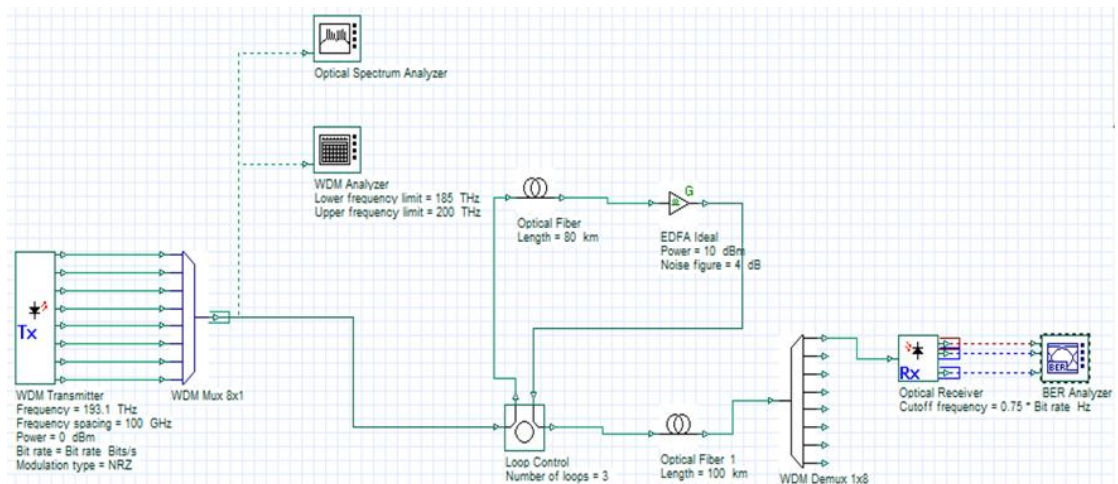 Optical Spectrum Analyzer
WDM Analyzer
Lower frequency limit = 185 THz
Upper frequency limit = 200 THz
Optical Fiber
Length = 80 km
G
EDFA Ideal
Power = 10 dBm
Noise figure = 4 dB
Tx
WDM Transmitter
Frequency = 193.1 THz
Frequency spacing = 100 GHz
Power = 0 dBm
Bit rate = Bit rate Bits/s
Modulation type = NRZ
WDM Mux 8x1
Loop Control
Number of loops = 3
Optical Fiber 1
Length = 100 km
WDM Demux 1x8
Rx
Optical Receiver
Cutoff frequency = 0.75 * Bit rate Hz
BER
BER Analyzer